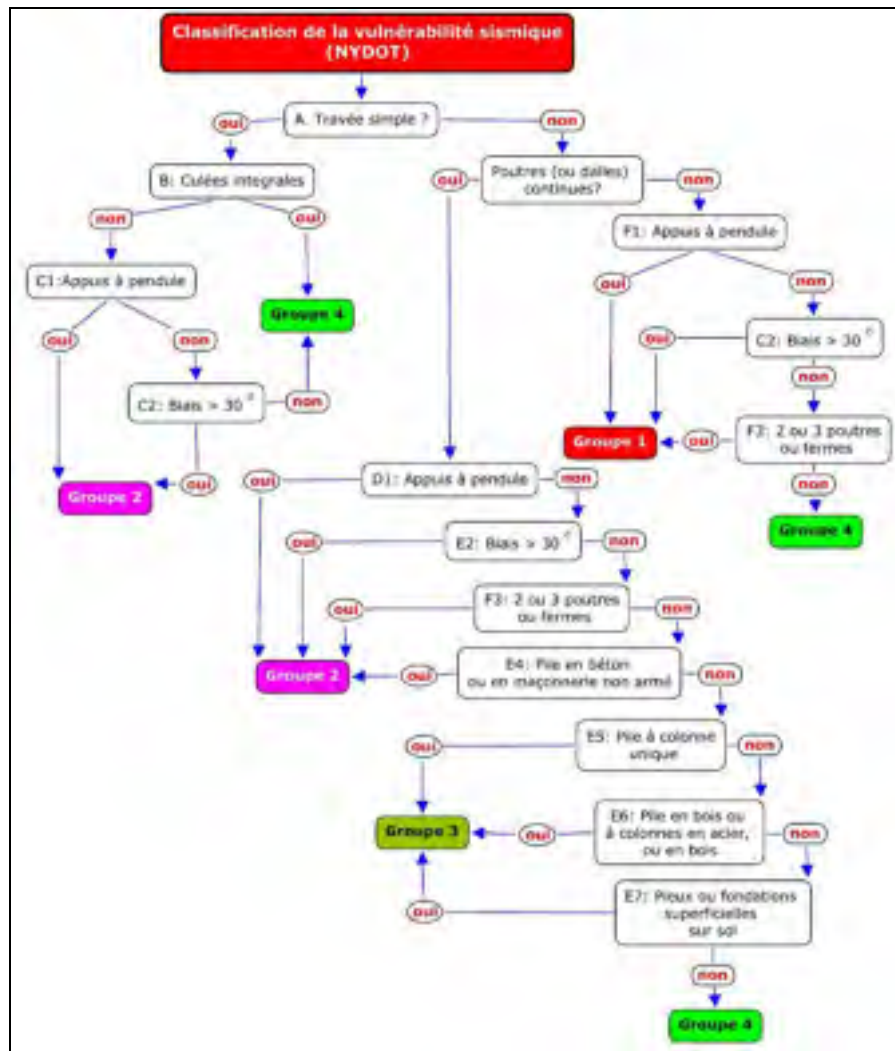 Classification de la vulnérabilité sismique
(NYDOT)
A. Travée simple ?
oui
non
B: Culées integrales
Poutres (ou dalles)
continues?
oui
non
non
oui
F1: Appuis à pendule
C1:Appuis à pendule
oui
non
Groupe 4
oui
non
C2: Biais > 30°
oui
C2: Biais > 30°
non
non
Groupe 1
oui
F2: 2 ou 3 poutres
ou fermes
oui
Groupe 2
oui
D1: Appuis à pendule
non
non
Groupe 4
oui
E2: Biais > 30°
non
oui
F3: 2 ou 3 poutres
ou fermes
non
Groupe 2
oui
E4: Pile en béton
ou en maçonnerie non armé
non
oui
E5: Pile à colonne
unique
non
Groupe 3
oui
E6: Pile en bois ou
à colonnes en acier,
ou en bois
non
oui
E7: Pieux ou fondations
superficielles
sur sol
non
Groupe 4